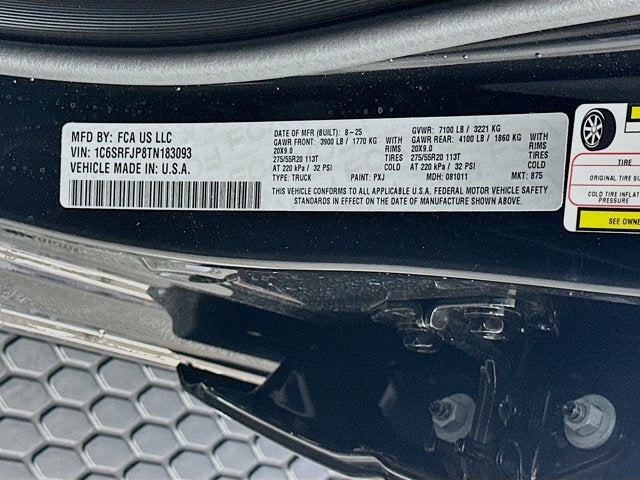 MFD BY: FCA US LLC
VIN: 1C6SRFJP8TN183093
VEHICLE MADE IN: U.S.A.
DATE OF MFR (BUILT): 8-25 GVWR: 7100 LB / 3221 KG
GAWR FRONT: 3900 LB / 1770 KG WITH GAWR REAR: 4100 LB / 1860 KG WITH
20X9.0 RIMS 20X9.0 RIMS
275/55R20 113T TIRES 275/55R20 113T TIRES
AT 220 kPa / 32 PSI COLD AT 220 kPa / 32 PSI COLD
TYPE: TRUCK PAINT: PXJ MDH: 081011 MKT: 875
THIS VEHICLE CONFORMS TO ALL APPLICABLE U.S.A. FEDERAL MOTOR VEHICLE SAFETY
STANDARDS IN EFFECT ON THE DATE OF MANUFACTURE SHOWN ABOVE.
TIRE
ORIGINAL TIRE SI
COLD TIRE INFLAT
PRESSURE
SEE OWNE